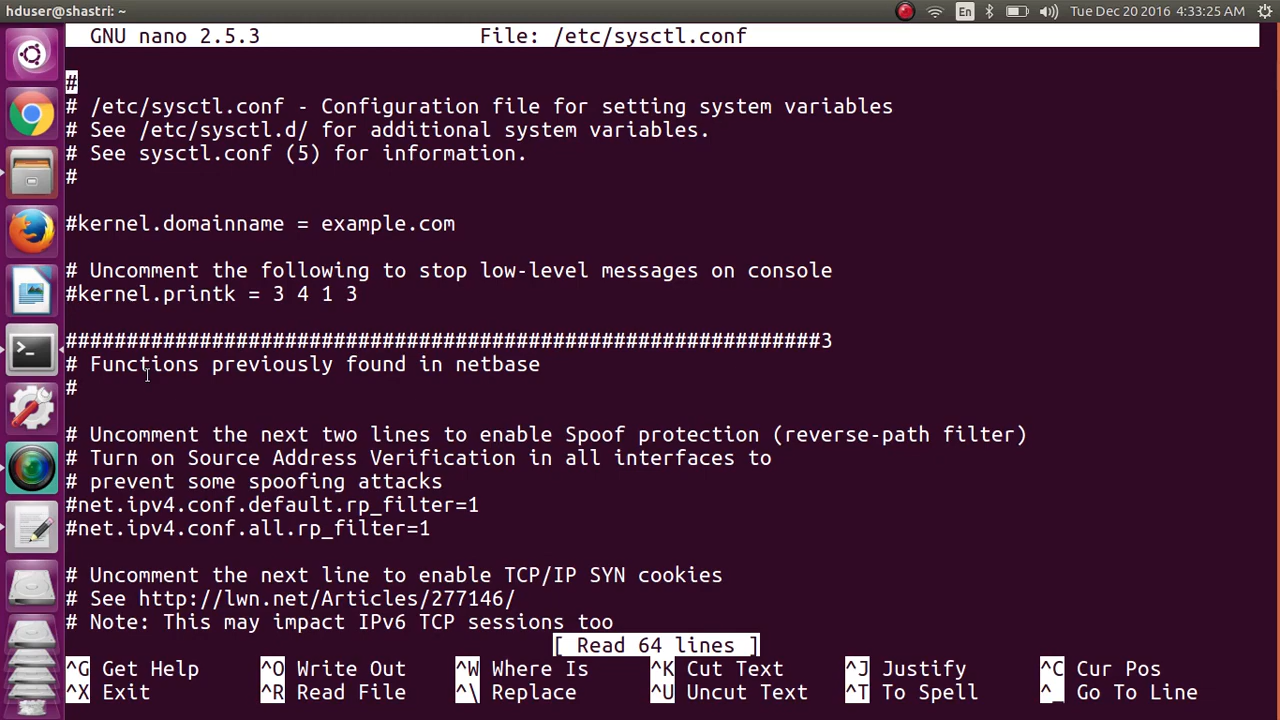 hduser@shastri: ~
En
Tue Dec 20 2016 4:33:25 AM
GNU nano 2.5.3 File: /etc/sysctl.conf
#
# /etc/sysctl.conf - Configuration file for setting system variables
# See /etc/sysctl.d/ for additional system variables.
# See sysctl.conf (5) for information.
#
#kernel.domainname = example.com
# Uncomment the following to stop low-level messages on console
#kernel.printk = 3 4 1 3
##############################################################3
# Functions previously found in netbase
#
# Uncomment the next two lines to enable Spoof protection (reverse-path filter)
# Turn on Source Address Verification in all interfaces to
# prevent some spoofing attacks
#net.ipv4.conf.default.rp_filter=1
#net.ipv4.conf.all.rp_filter=1
# Uncomment the next line to enable TCP/IP SYN cookies
# See http://lwn.net/Articles/277146/
# Note: This may impact IPv6 TCP sessions too
[ Read 64 lines ]
^G Get Help ^O Write Out ^W Where Is ^K Cut Text ^J Justify ^C Cur Pos
^X Exit ^R Read File ^\ Replace ^U Uncut Text ^T To Spell ^_ Go To Line